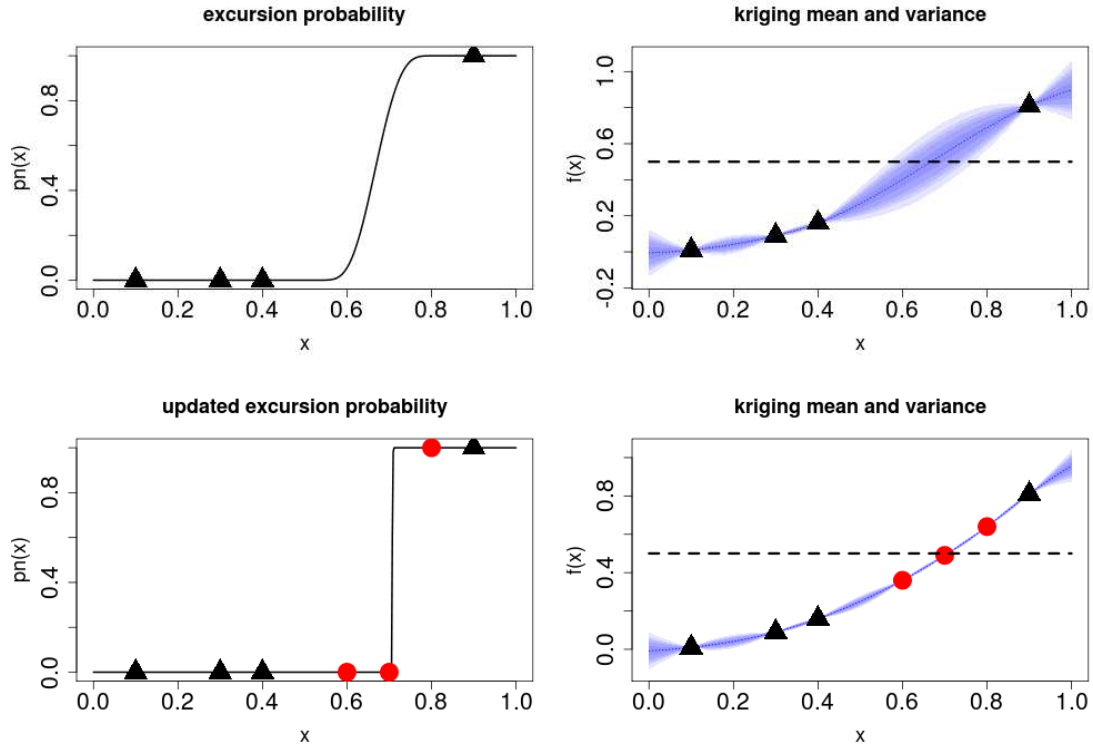 excursion probability
pn(x)
0.0 0.4 0.8
0.0 0.2 0.4 0.6 0.8 1.0
x
kriging mean and variance
f(x)
-0.2 0.2 0.6 1.0
0.0 0.2 0.4 0.6 0.8 1.0
x
updated excursion probability
pn(x)
0.0 0.4 0.8
0.0 0.2 0.4 0.6 0.8 1.0
x
kriging mean and variance
f(x)
0.0 0.4 0.8
0.0 0.2 0.4 0.6 0.8 1.0
x